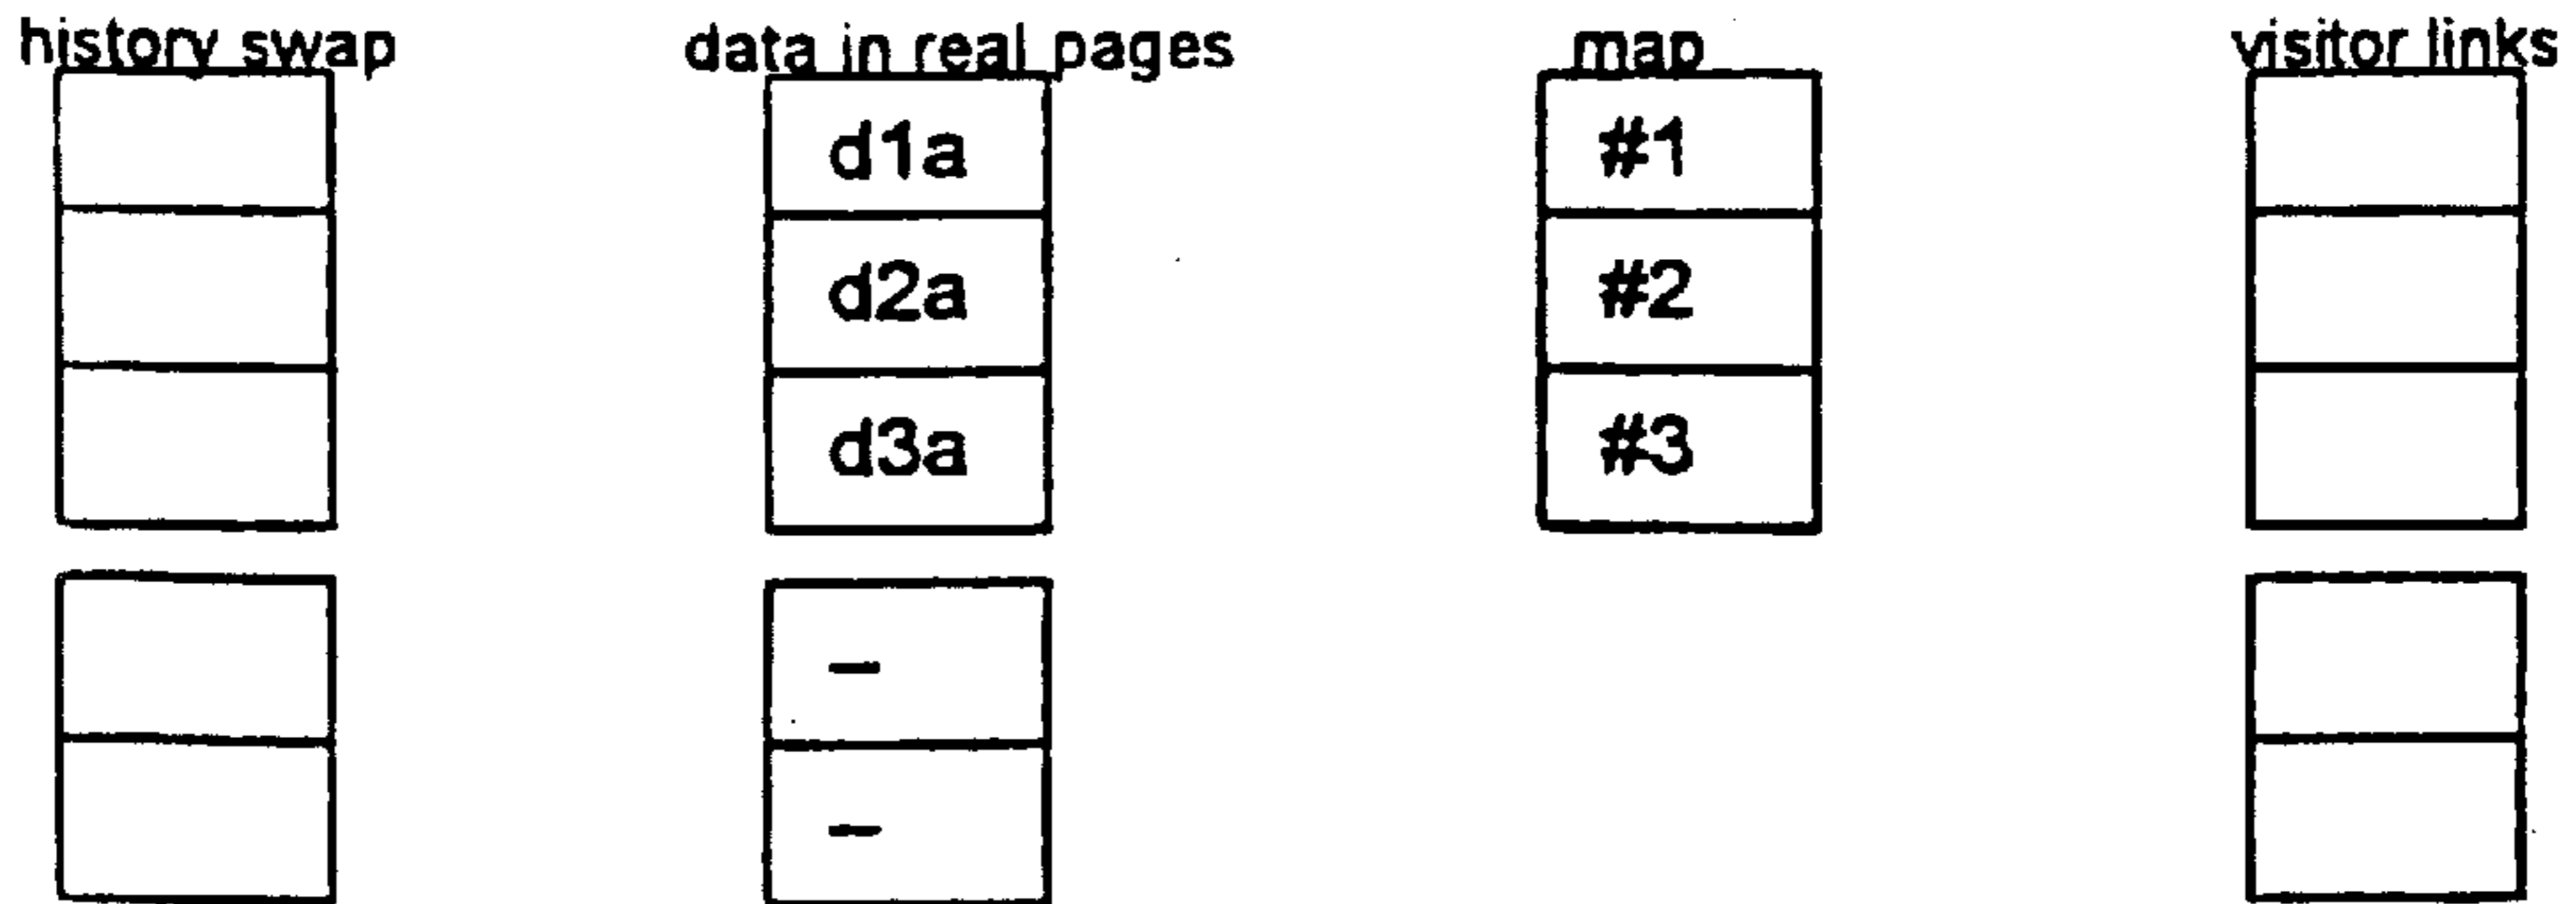 history swap data in real pages map visitor links
d1a #1
d2a #2
d3a #3
–
–